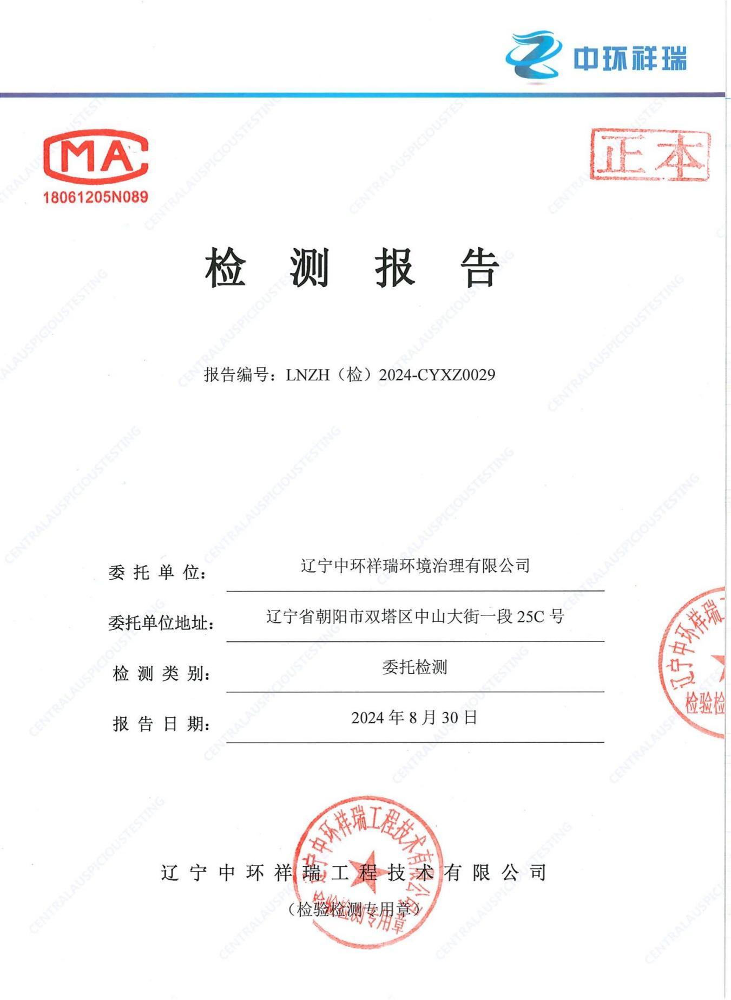 中环祥瑞
MA
18061205N089
正本
检测报告
报告编号：LNZH（检）2024-CYXZ0029
委托单位：
辽宁中环祥瑞环境治理有限公司
委托单位地址：
辽宁省朝阳市双塔区中山大街一段 25C 号
检测类别：
委托检测
报告日期：
2024 年 8 月 30 日
辽宁中环祥瑞工
检验检
辽宁中环祥瑞工程技术有限公司
（检验检测专用章）
辽宁中环祥瑞工程技术有限公司
检验检测专用章
CENTRALAUSPICIOUSTESTING